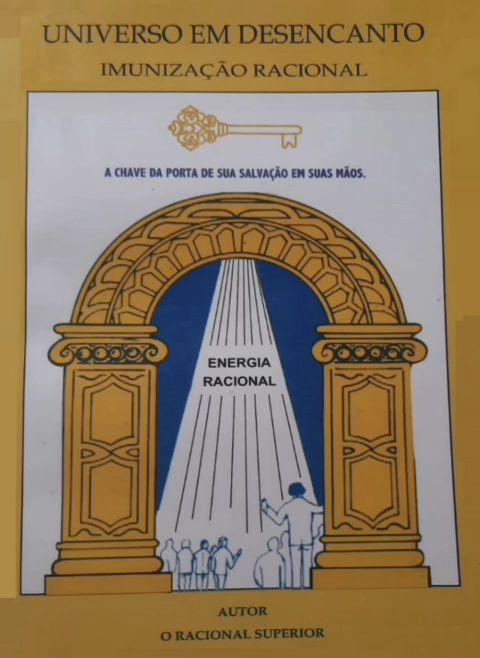 UNIVERSO EM DESENCANTO
IMUNIZAÇÃO RACIONAL
A CHAVE DA PORTA DE SUA SALVAÇÃO EM SUAS MÃOS.
ENERGIA
RACIONAL
AUTOR
O RACIONAL SUPERIOR